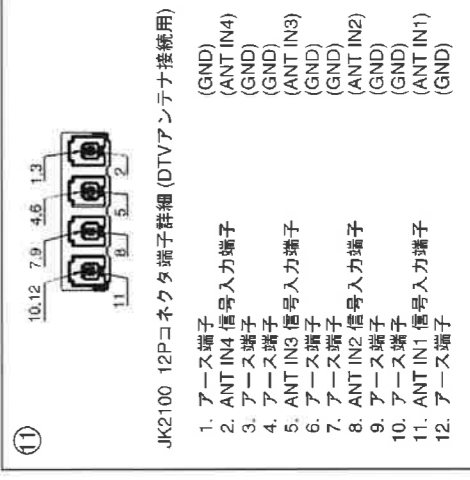 ⑪
10,12 7,9 4,6 1,3
11 8 5 2
JK2100 12Pコネクタ端子詳細 (DTVアンテナ接続用)
1. アース端子 (GND)
2. ANT IN4 信号入力端子 (ANT IN4)
3. アース端子 (GND)
4. アース端子 (GND)
5. ANT IN3 信号入力端子 (ANT IN3)
6. アース端子 (GND)
7. アース端子 (GND)
8. ANT IN2 信号入力端子 (ANT IN2)
9. アース端子 (GND)
10. アース端子 (GND)
11. ANT IN1 信号入力端子 (ANT IN1)
12. アース端子 (GND)